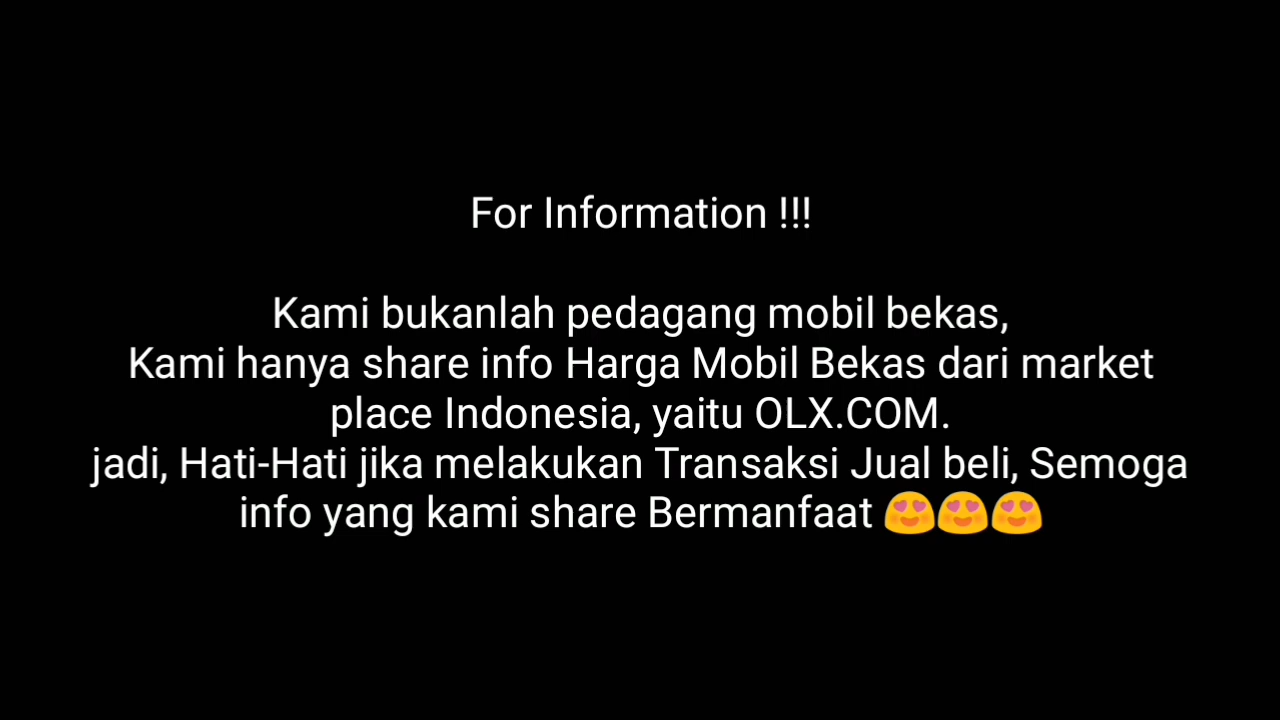 For Information !!!
Kami bukanlah pedagang mobil bekas,
Kami hanya share info Harga Mobil Bekas dari market
place Indonesia, yaitu OLX.COM.
jadi, Hati-Hati jika melakukan Transaksi Jual beli, Semoga
info yang kami share Bermanfaat 😍😍😍